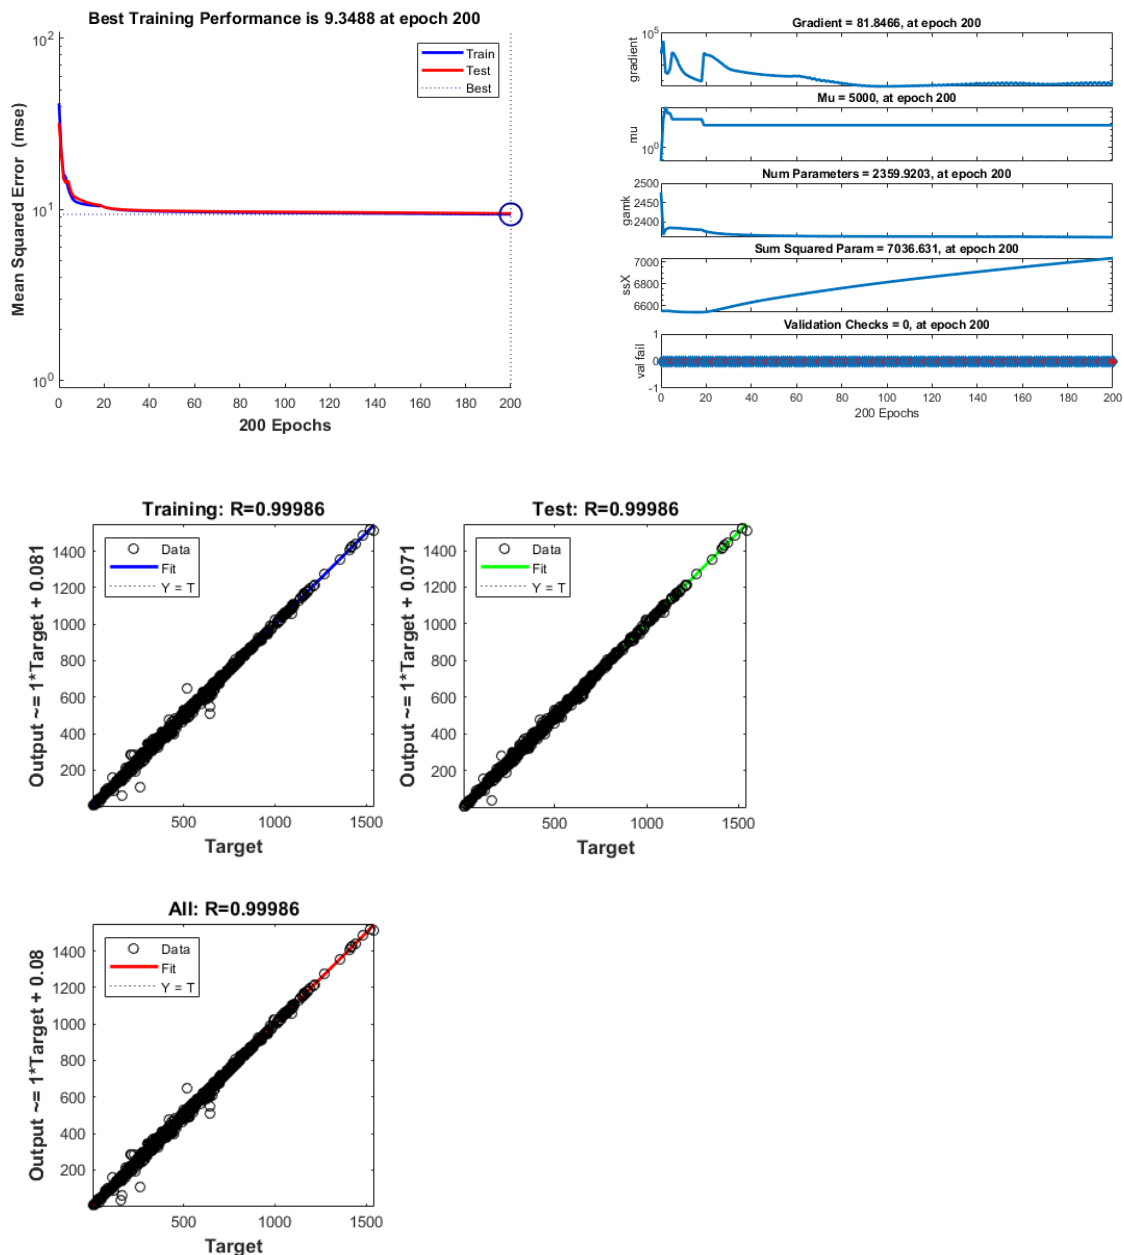 Best Training Performance is 9.3488 at epoch 200
10^2
10^1
10^0
Mean Squared Error (mse)
Train
Test
Best
0 20 40 60 80 100 120 140 160 180 200
200 Epochs
Gradient = 81.8466, at epoch 200
10^5
gradient
Mu = 5000, at epoch 200
10^0
mu
Num Parameters = 2359.9203, at epoch 200
2500
2400
gamk
Sum Squared Param = 7036.631, at epoch 200
7000
6800
6600
ssX
Validation Checks = 0, at epoch 200
1
0
-1
val fail
0 20 40 60 80 100 120 140 160 180 200
200 Epochs
Training: R=0.99986
Output ~= 1*Target + 0.081
Data
Fit
Y = T
1400
1200
1000
800
600
400
200
500 1000 1500
Target
Test: R=0.99986
Output ~= 1*Target + 0.071
Data
Fit
Y = T
1400
1200
1000
800
600
400
200
500 1000 1500
Target
All: R=0.99986
Output ~= 1*Target + 0.08
Data
Fit
Y = T
1400
1200
1000
800
600
400
200
500 1000 1500
Target